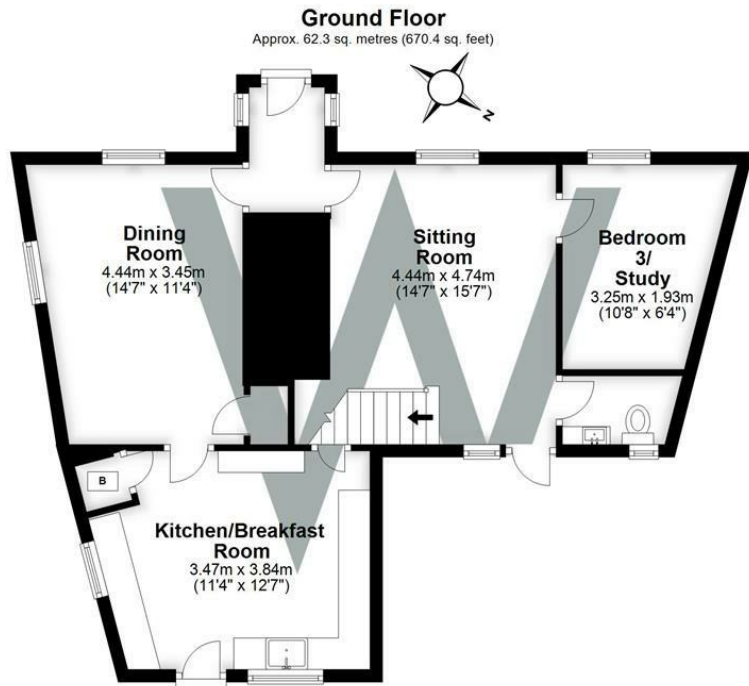 Ground Floor
Approx. 62.3 sq. metres (670.4 sq. feet)
N
Dining
Room
4.44m x 3.45m
(14'7" x 11'4")
Sitting
Room
4.44m x 4.74m
(14'7" x 15'7")
Bedroom
3/
Study
3.25m x 1.93m
(10'8" x 6'4")
B
Kitchen/Breakfast
Room
3.47m x 3.84m
(11'4" x 12'7")
W